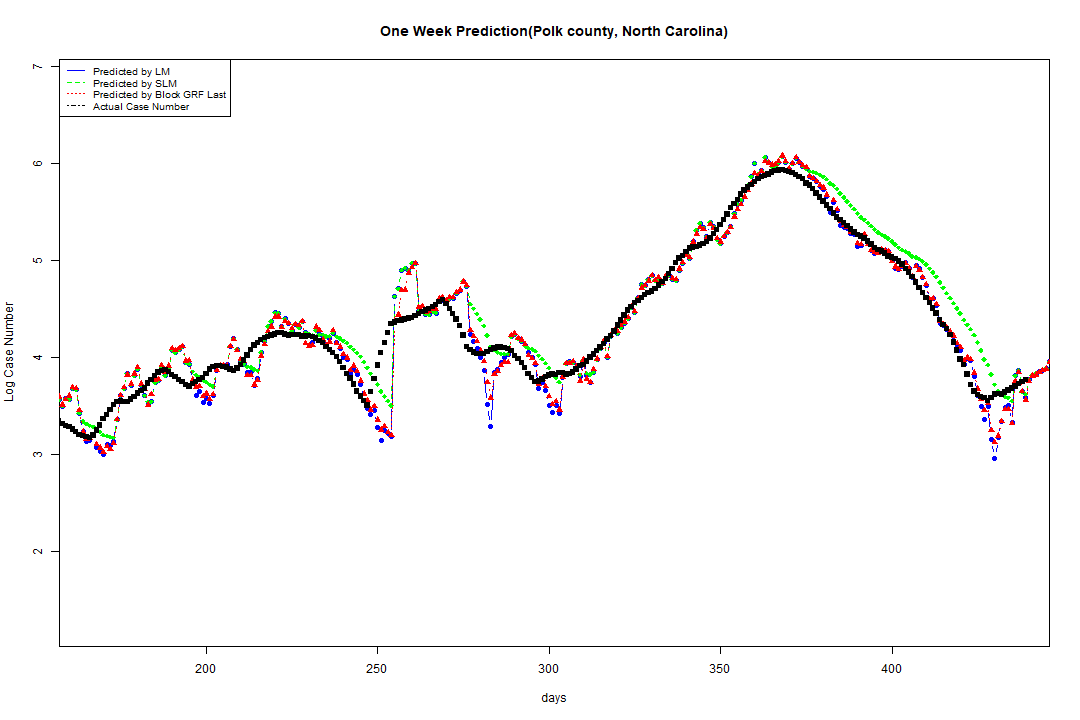 One Week Prediction(Polk county, North Carolina)
Predicted by LM
Predicted by SLM
Predicted by Block GRF Last
Actual Case Number
7
6
5
4
3
2
Log Case Number
200 250 300 350 400
days